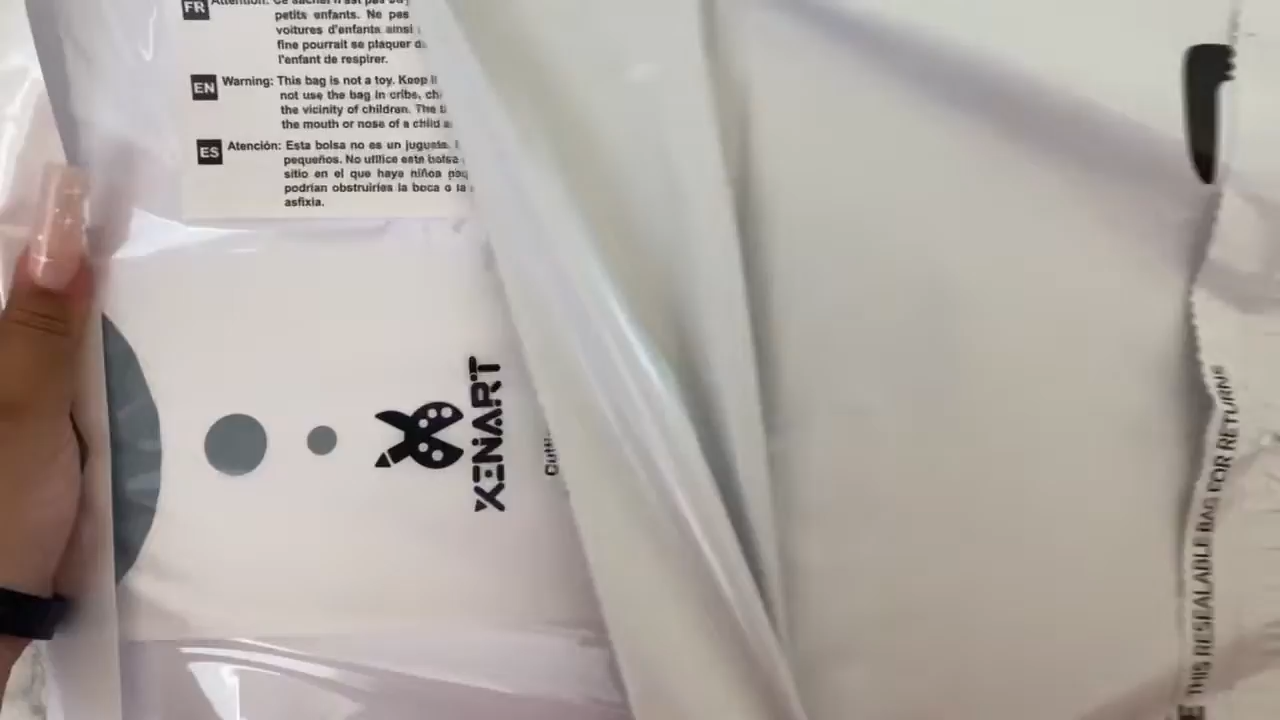 FR Attention: Ce sachet n'est pas
petits enfants. Ne pas
voitures d'enfants ainsi
fine pourrait se plaquer
l'enfant de respirer.
EN Warning: This bag is not a toy. Keep it
not use the bag in cribs,
the vicinity of children. The
the mouth or nose of a child
ES Atención: Esta bolsa no es un juguete.
pequeños. No utilice esta bolsa
sitio en el que haya niños
podrían obstruirles la boca o la
asfixia.
XENART
THIS RESEALABLE BAG FOR RETURNS